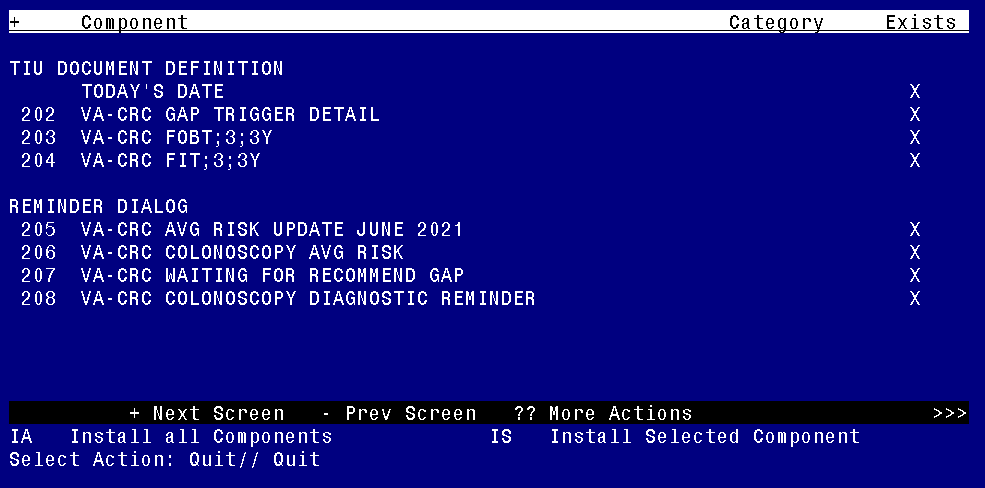 +     Component                                             Category     Exists
TIU DOCUMENT DEFINITION
      TODAY'S DATE                                                         X
 202  VA-CRC GAP TRIGGER DETAIL                                            X
 203  VA-CRC FOBT;3;3Y                                                     X
 204  VA-CRC FIT;3;3Y                                                      X
REMINDER DIALOG
 205  VA-CRC AVG RISK UPDATE JUNE 2021                                     X
 206  VA-CRC COLONOSCOPY AVG RISK                                          X
 207  VA-CRC WAITING FOR RECOMMEND GAP                                     X
 208  VA-CRC COLONOSCOPY DIAGNOSTIC REMINDER                               X
          + Next Screen   - Prev Screen   ?? More Actions                    >>>
IA   Install all Components             IS   Install Selected Component
Select Action: Quit// Quit